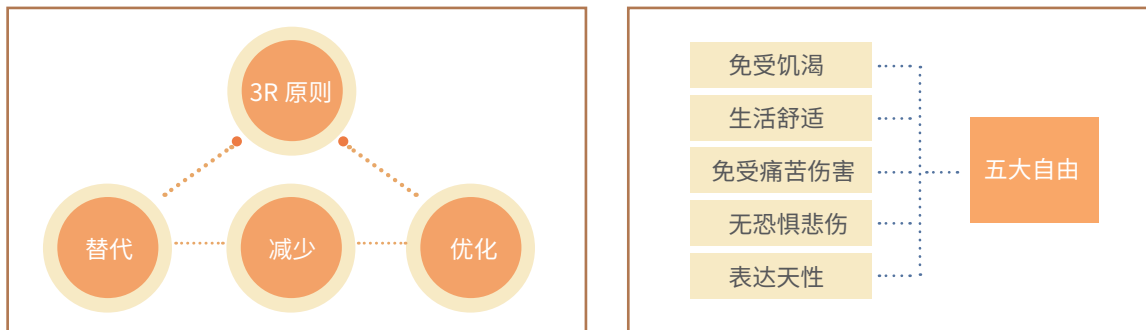 3R 原则
替代
减少
优化
免受饥渴
生活舒适
免受痛苦伤害
无恐惧悲伤
表达天性
五大自由